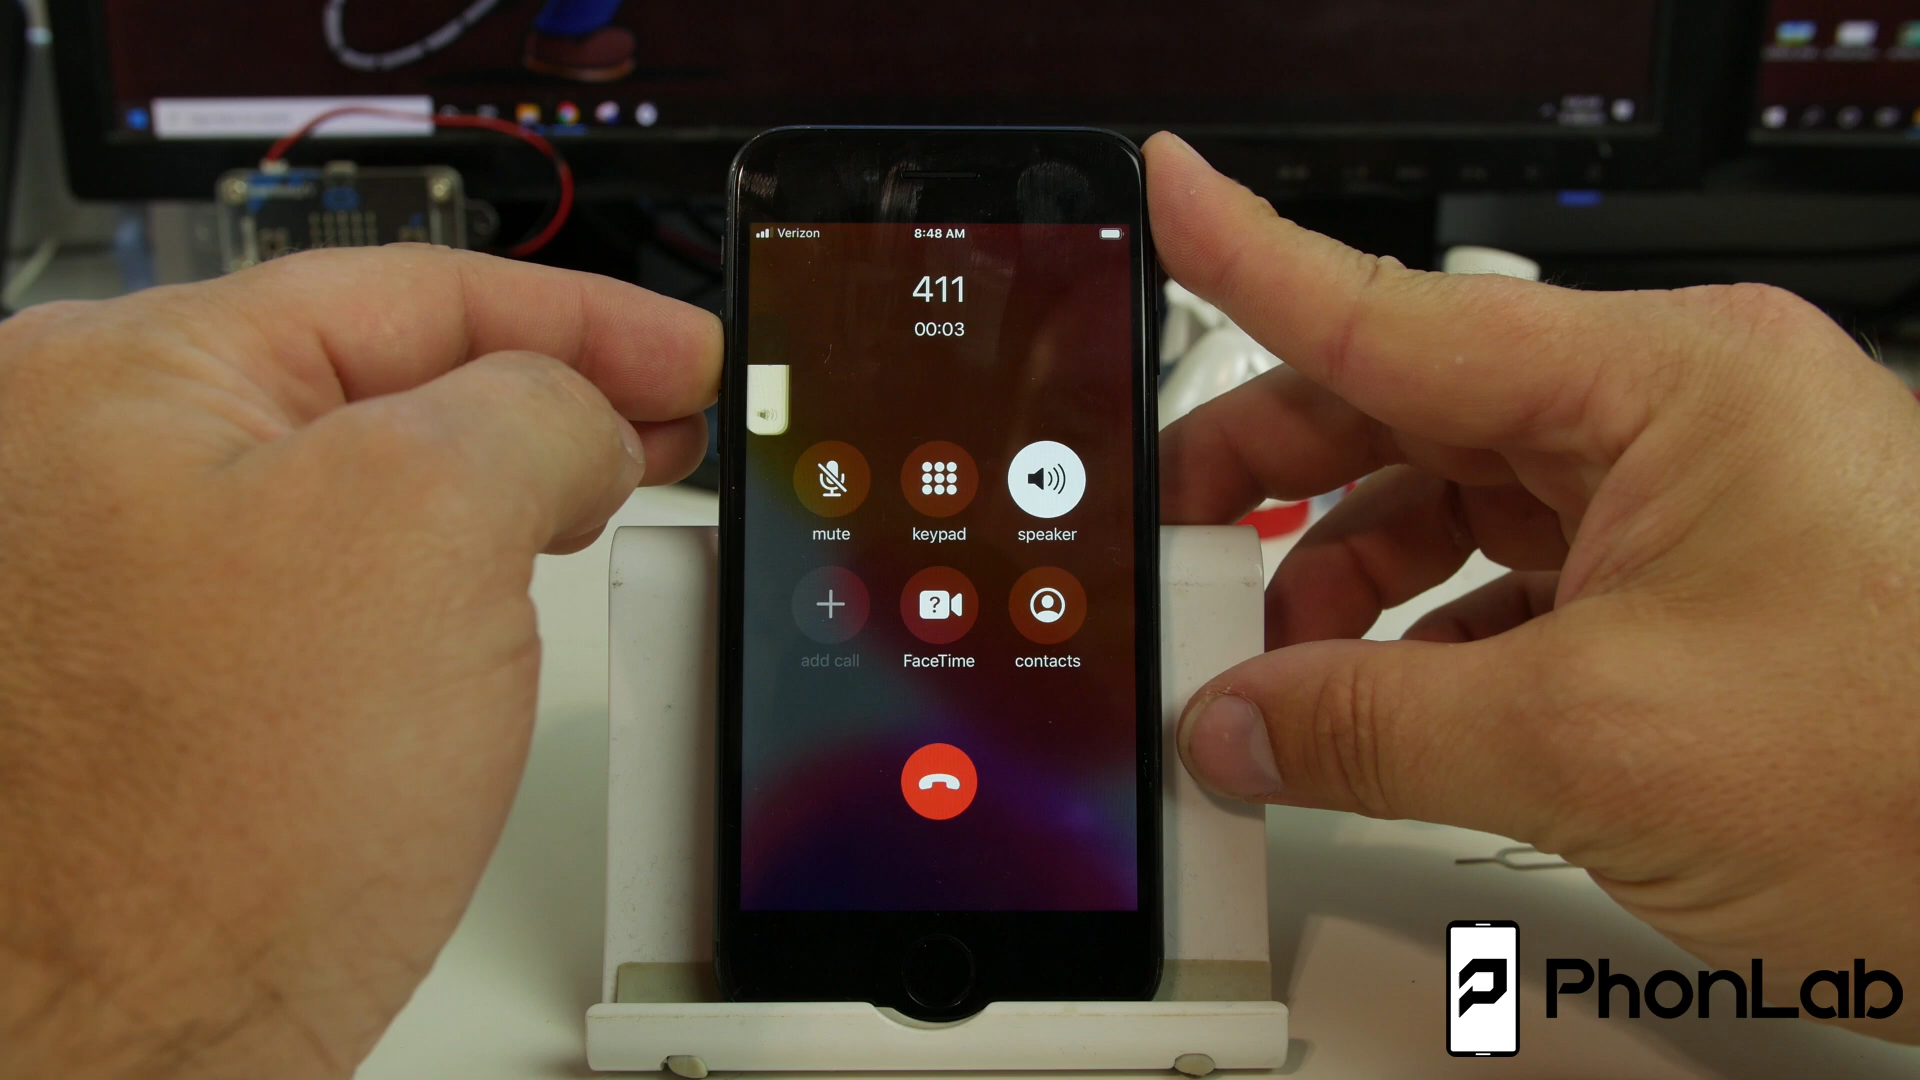 Verizon
8:48 AM
411
00:03
mute
keypad
speaker
add call
?
FaceTime
contacts
PhonLab